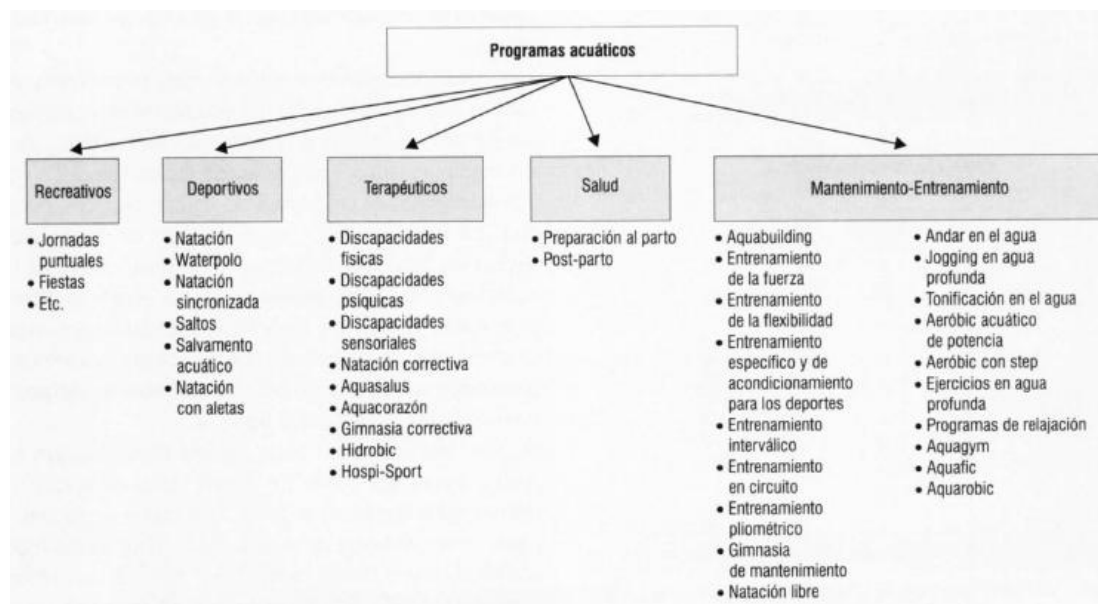 Programas acuáticos
Recreativos
• Jornadas
puntuales
• Fiestas
• Etc.
Deportivos
• Natación
• Waterpolo
• Natación
sincronizada
• Saltos
• Salvamento
acuático
• Natación
con aletas
Terapéuticos
• Discapacidades
físicas
• Discapacidades
psíquicas
• Discapacidades
sensoriales
• Natación correctiva
• Aquasalus
• Aquacorazón
• Gimnasia correctiva
• Hidrobic
• Hospi-Sport
Salud
• Preparación al parto
• Post-parto
Mantenimiento-Entrenamiento
• Aquabuilding
• Entrenamiento
de la fuerza
• Entrenamiento
de la flexibilidad
• Entrenamiento
específico y de
acondicionamiento
para los deportes
• Entrenamiento
interválico
• Entrenamiento
en circuito
• Entrenamiento
pliométrico
• Gimnasia
de mantenimiento
• Natación libre
• Andar en el agua
• Jogging en agua
profunda
• Tonificación en el agua
• Aeróbic acuático
de potencia
• Aeróbic con step
• Ejercicios en agua
profunda
• Programas de relajación
• Aquagym
• Aquafic
• Aquarobic